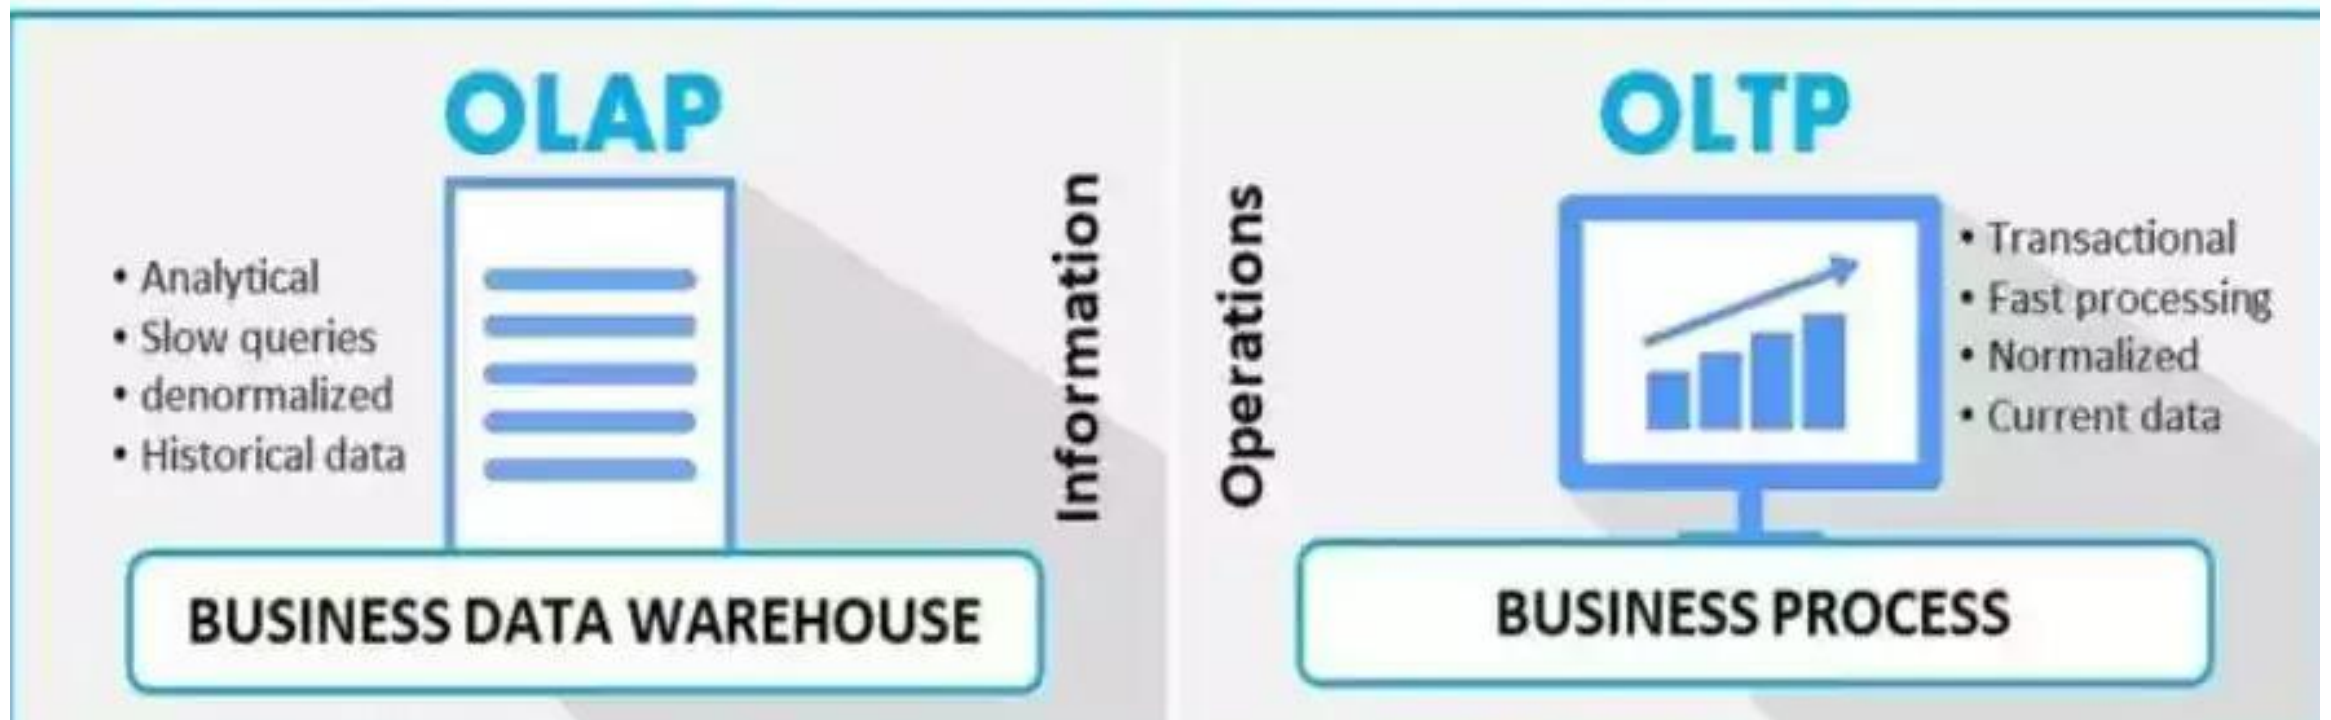 OLAP
• Analytical
• Slow queries
• denormalized
• Historical data
Information
BUSINESS DATA WAREHOUSE
OLTP
Operations
• Transactional
• Fast processing
• Normalized
• Current data
BUSINESS PROCESS